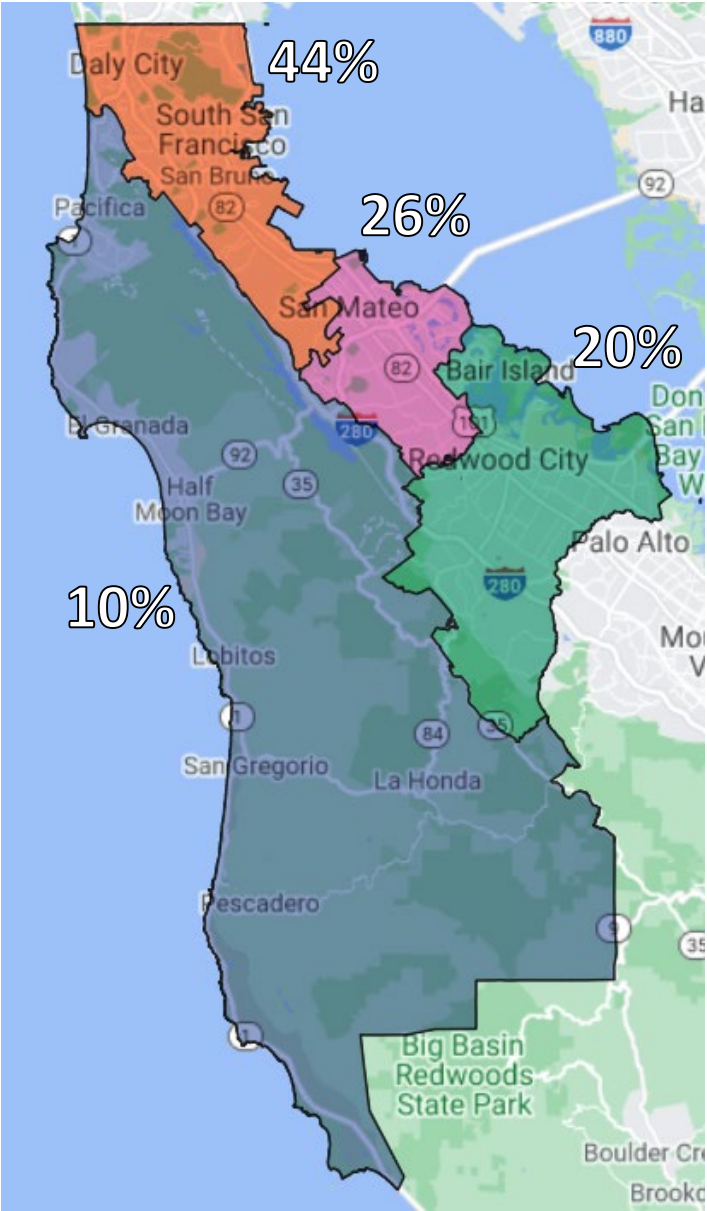 880
Daly City
44%
Ha
South San
Francisco
San Bruno
92
82
Pacifica
26%
1
San Mateo
20%
82
Bair Island
Don
San
Bay
W
101
280
El Granada
Redwood City
92
35
Half
Moon Bay
Palo Alto
280
10%
Mou
V
Lobitos
1
35
84
San Gregorio
La Honda
Pescadero
9
35
1
Big Basin
Redwoods
State Park
Boulder Cre
Brookd